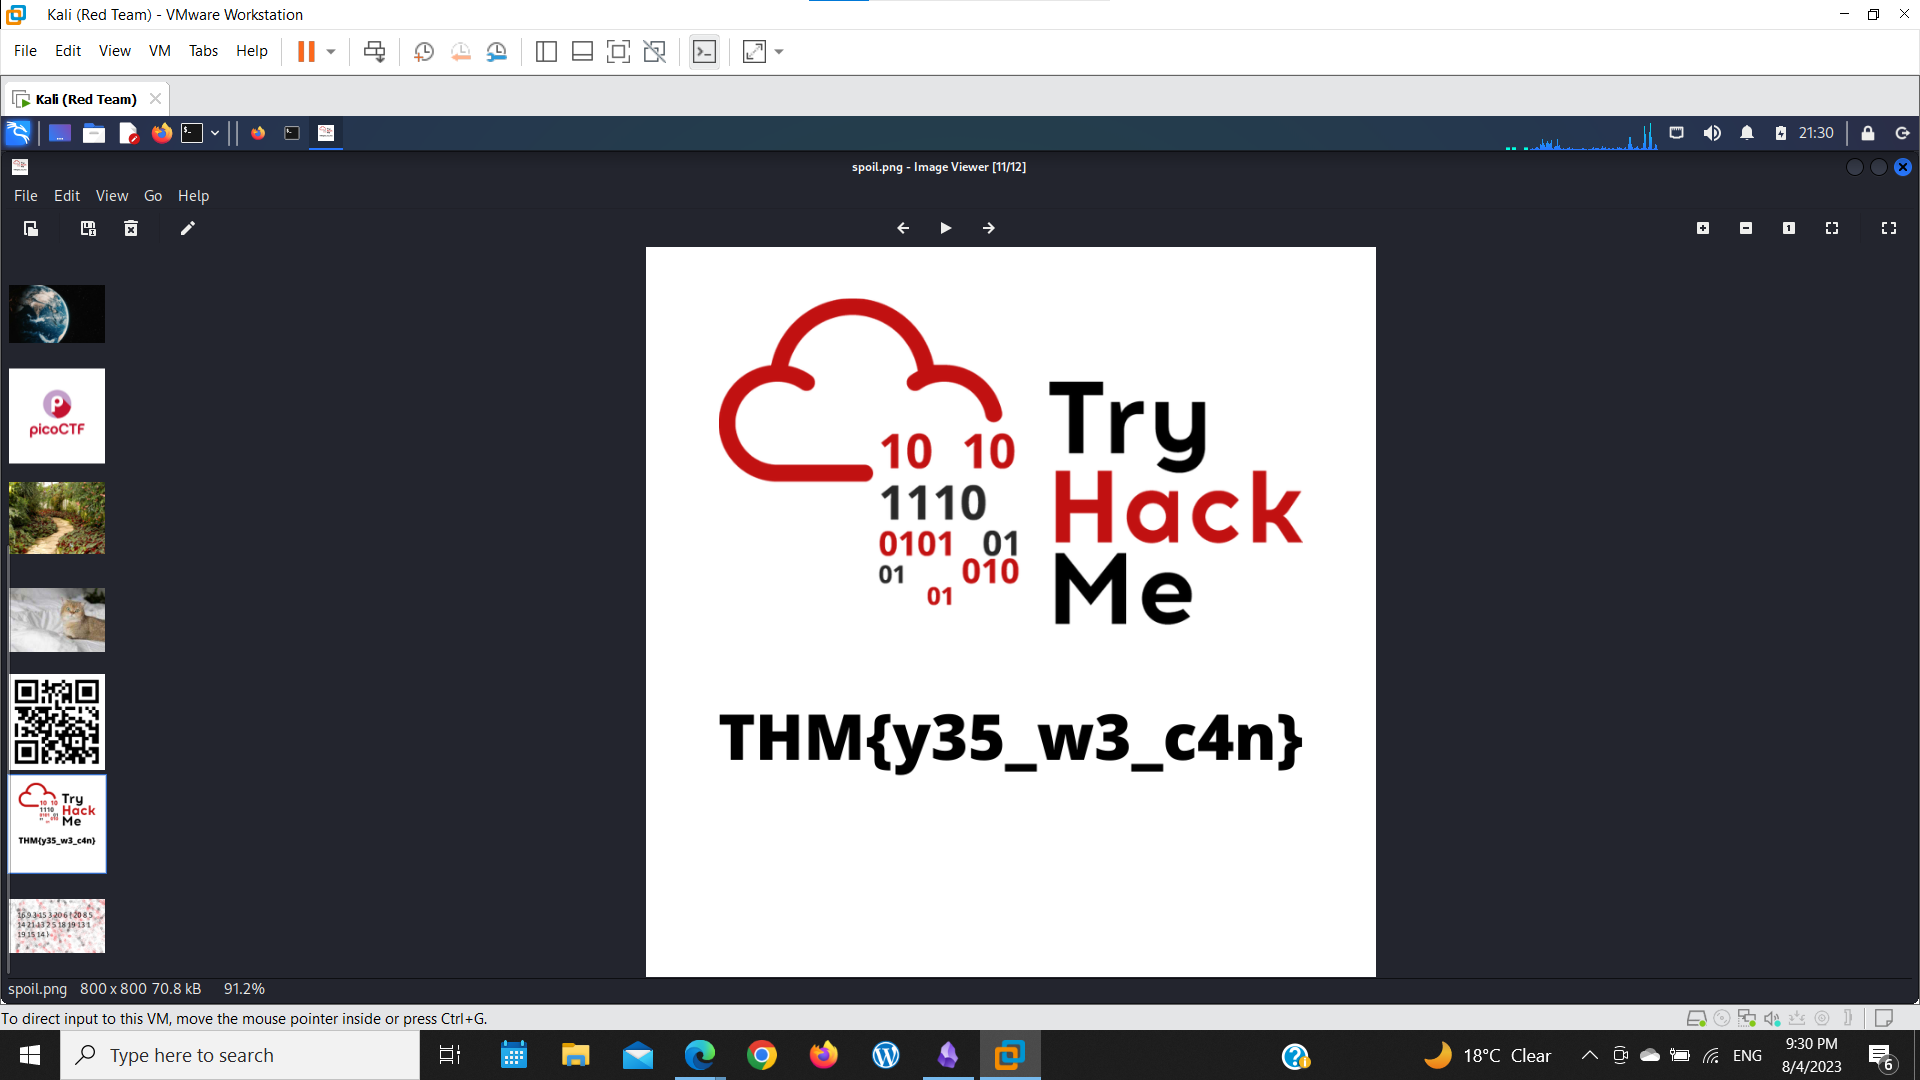 Kali (Red Team) - VMware Workstation
File Edit View VM Tabs Help
Kali (Red Team)
21:30
spoil.png - Image Viewer [11/12]
File Edit View Go Help
picoCTF
Try
Hack
Me
10 10
1110
0101 01
01 010
01
THM{y35_w3_c4n}
Try
Hack
Me
10 10
1110
THM{y35_w3_c4n}
spoil.png 800 x 800 70.8 kB 91.2%
To direct input to this VM, move the mouse pointer inside or press Ctrl+G.
Type here to search
18°C Clear
ENG
9:30 PM
8/4/2023
6